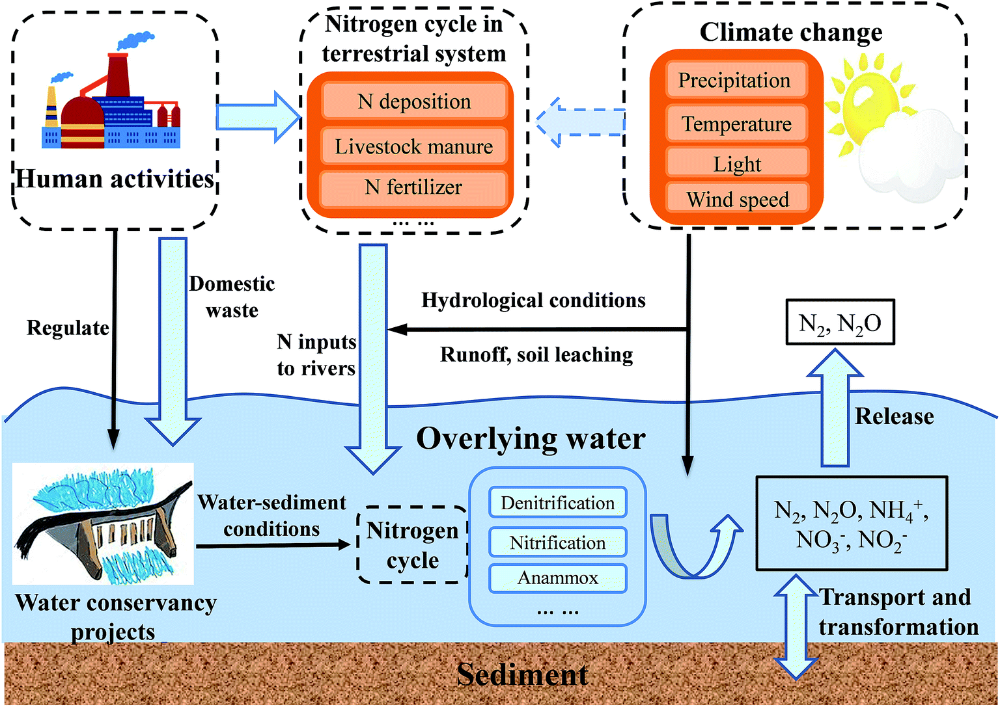 Nitrogen cycle in
terrestrial system
N deposition
Livestock manure
N fertilizer
... ...
Human activities
Climate change
Precipitation
Temperature
Light
Wind speed
Regulate
Domestic
waste
N inputs
to rivers
Hydrological conditions
Runoff, soil leaching
N₂, N₂O
Release
Overlying water
Water-sediment
conditions
Nitrogen
cycle
Denitrification
Nitrification
Anammox
... ...
N₂, N₂O, NH₄⁺,
NO₃⁻, NO₂⁻
Water conservancy
projects
Transport and
transformation
Sediment